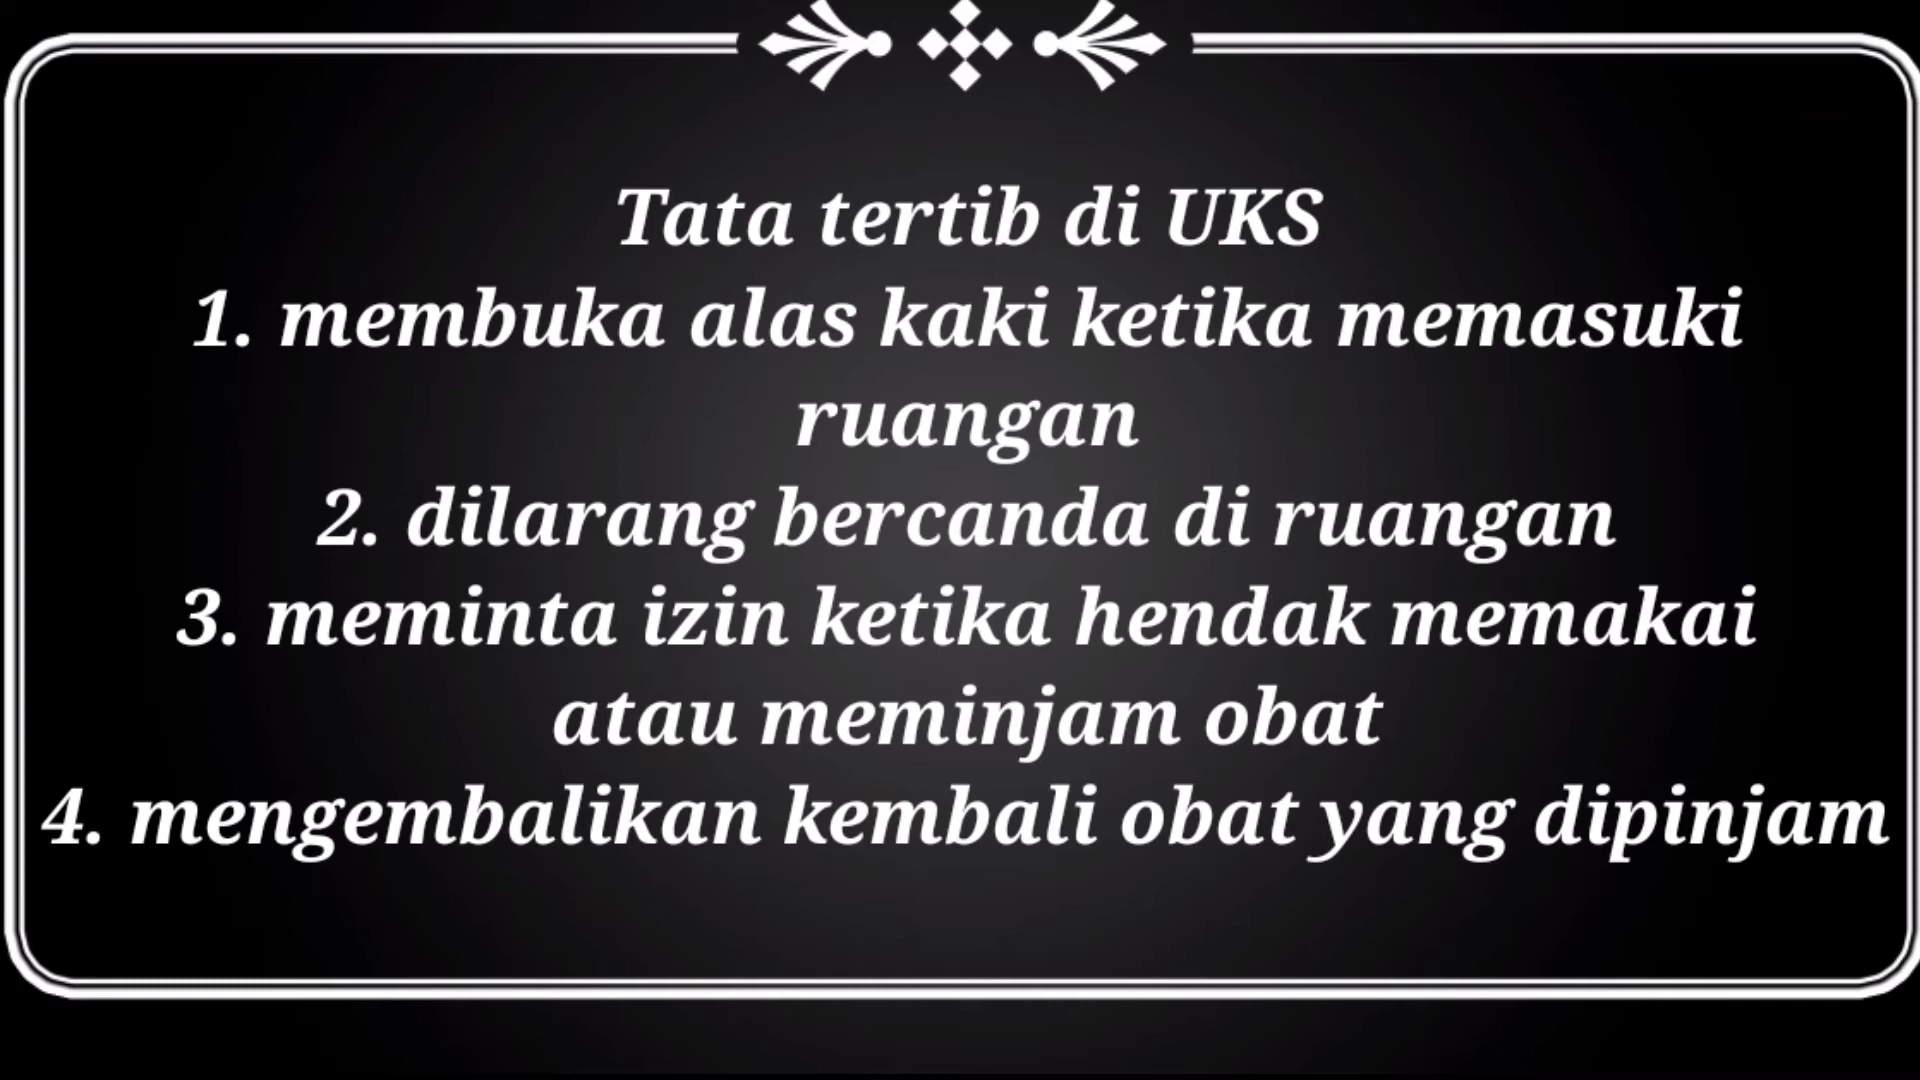 Tata tertib di UKS
1. membuka alas kaki ketika memasuki
ruangan
2. dilarang bercanda di ruangan
3. meminta izin ketika hendak memakai
atau meminjam obat
4. mengembalikan kembali obat yang dipinjam